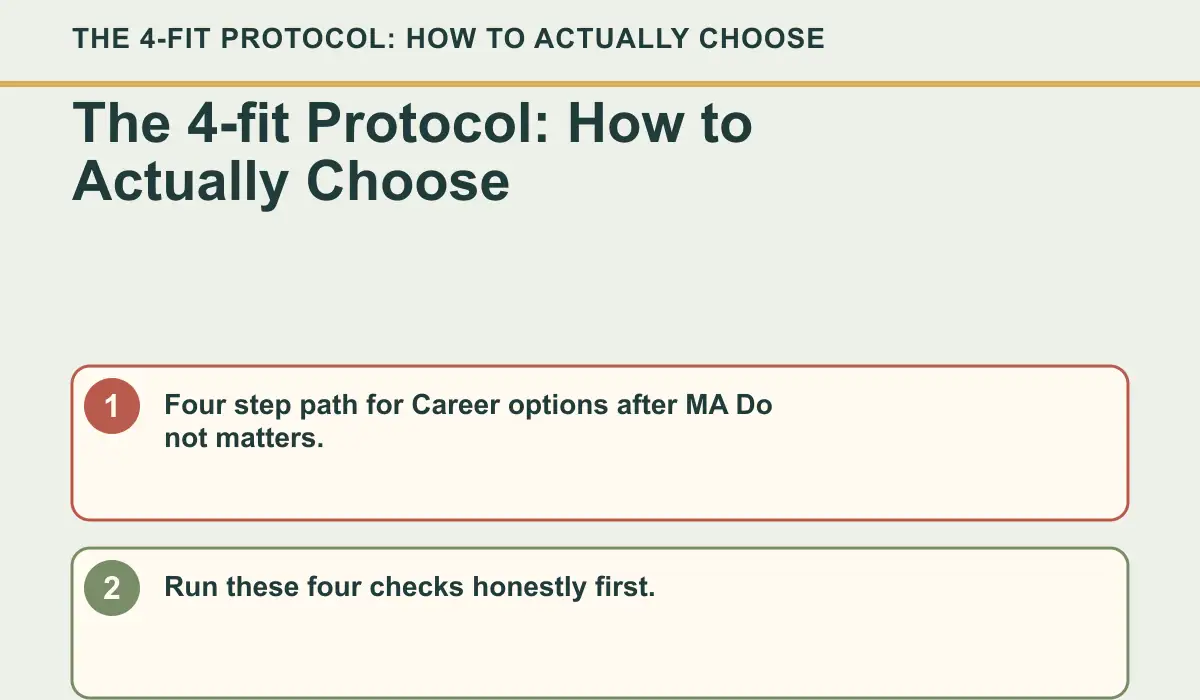 THE 4-FIT PROTOCOL: HOW TO ACTUALLY CHOOSE
The 4-fit Protocol: How to
Actually Choose
1
Four step path for Career options after MA Do
not matters.
2
Run these four checks honestly first.